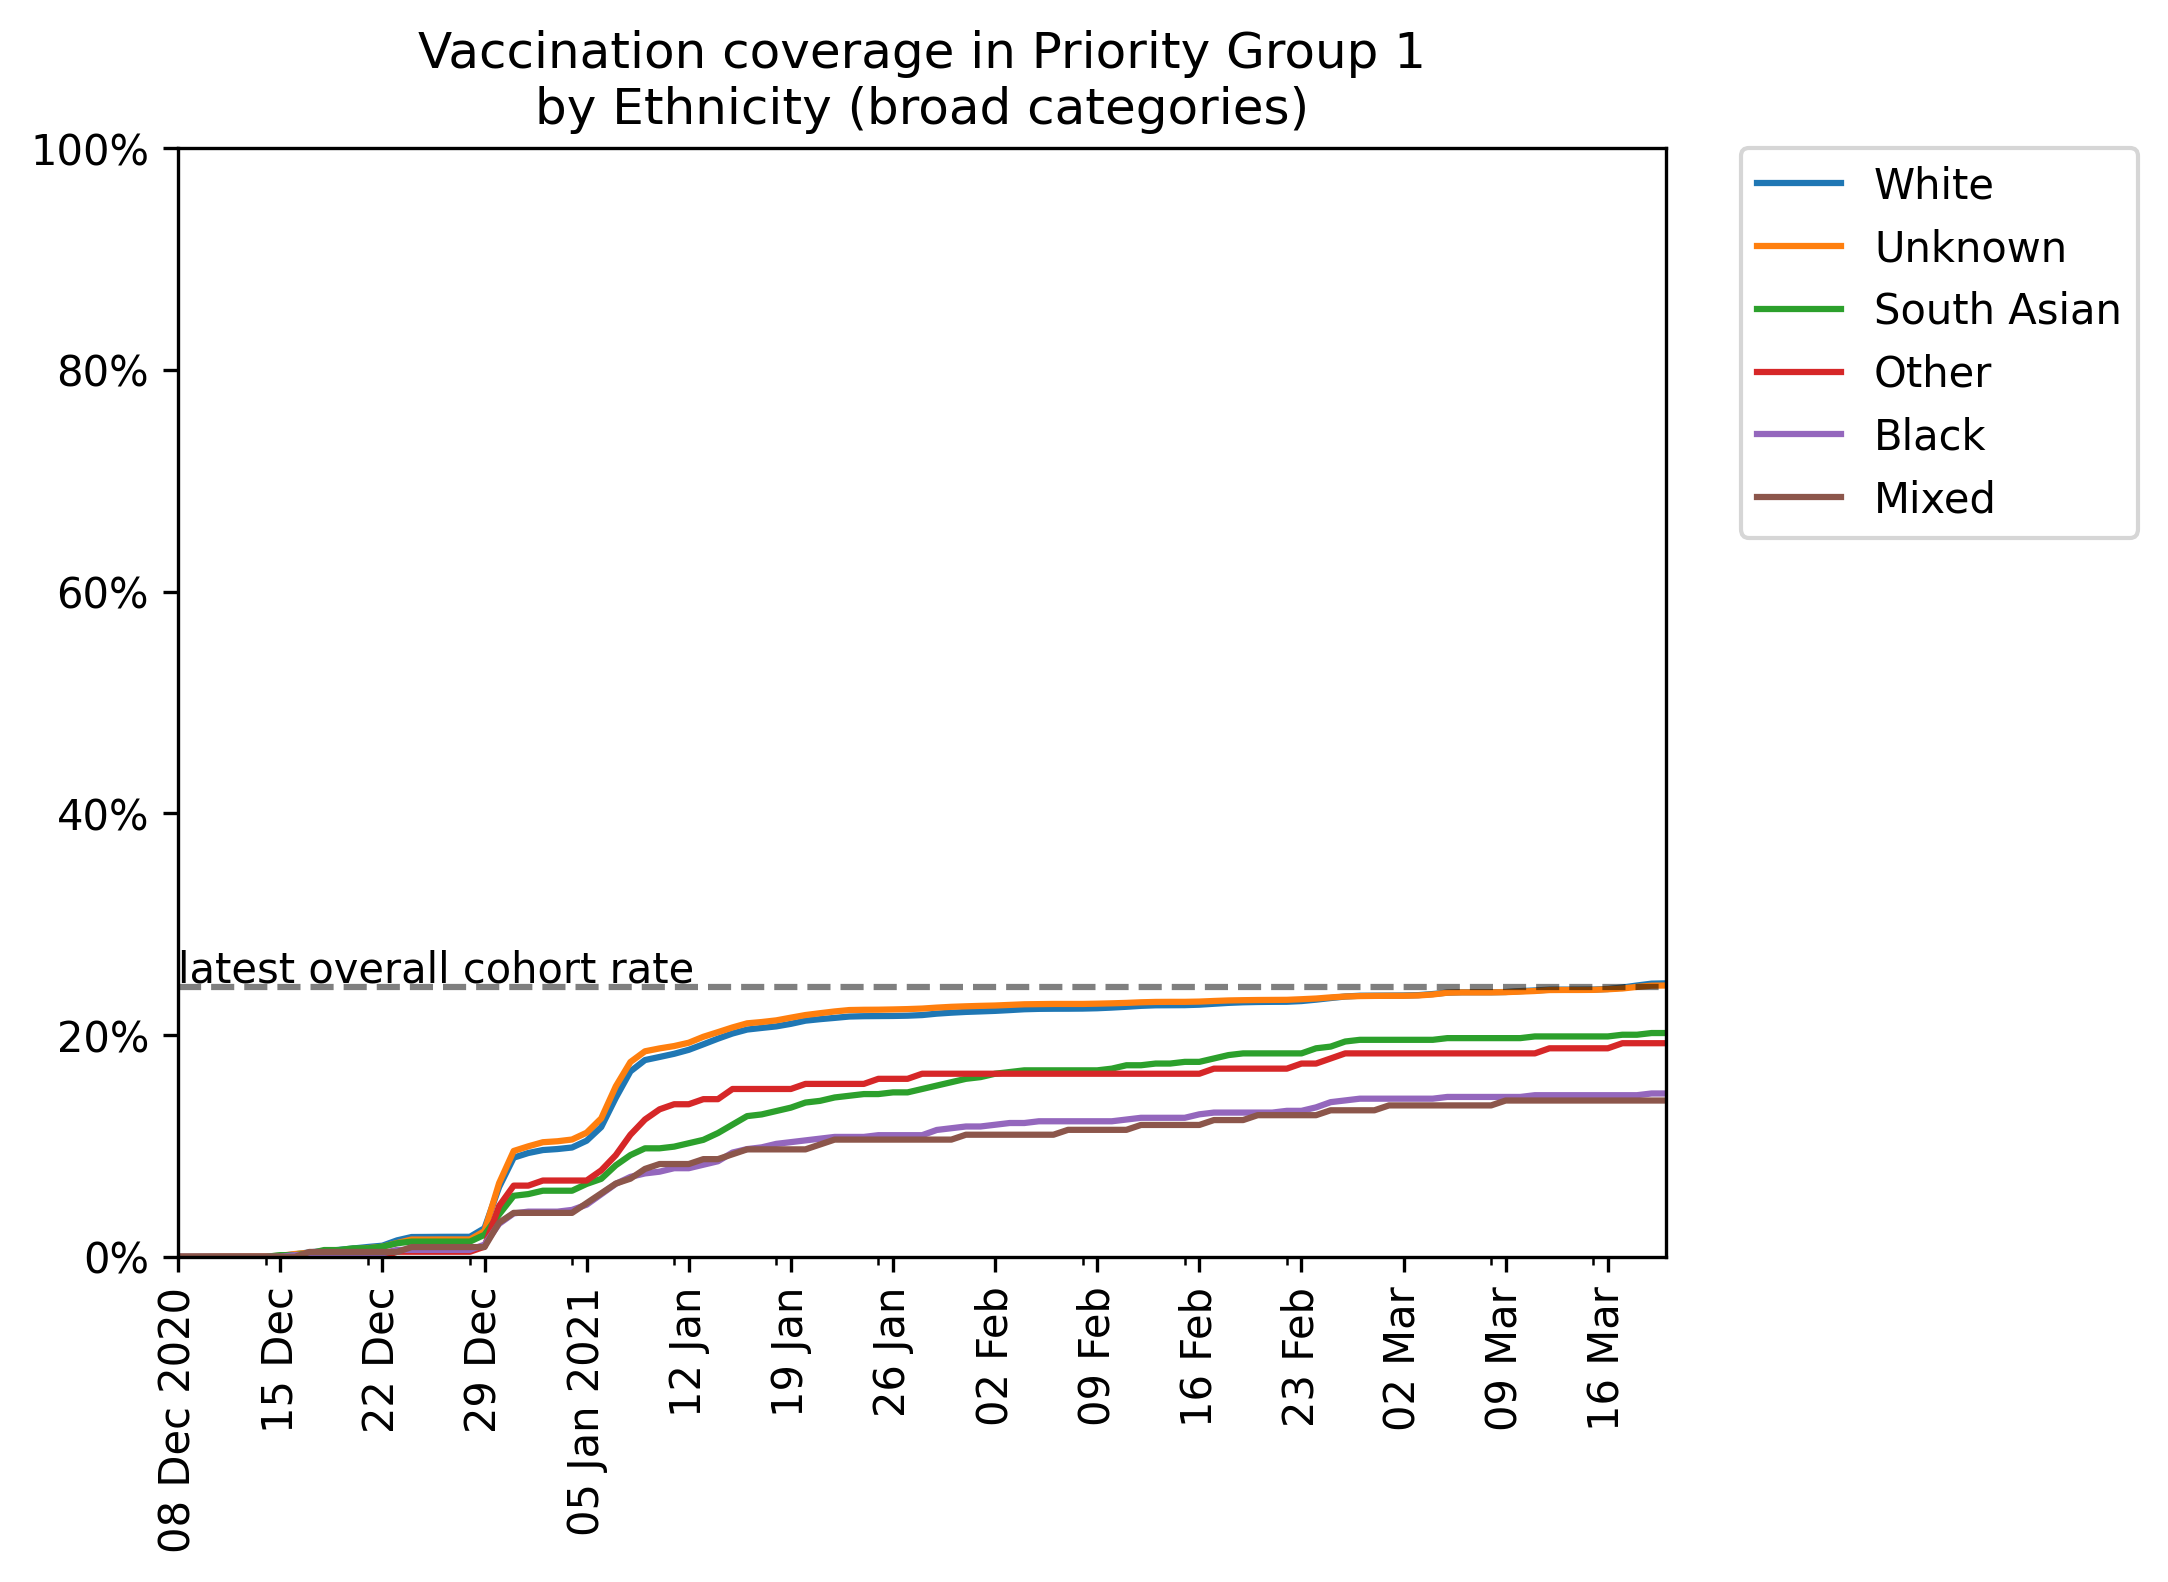 Vaccination coverage in Priority Group 1
by Ethnicity (broad categories)
100%
80%
60%
40%
20%
0%
latest overall cohort rate
08 Dec 2020
15 Dec
22 Dec
29 Dec
05 Jan 2021
12 Jan
19 Jan
26 Jan
02 Feb
09 Feb
16 Feb
23 Feb
02 Mar
09 Mar
16 Mar
White
Unknown
South Asian
Other
Black
Mixed